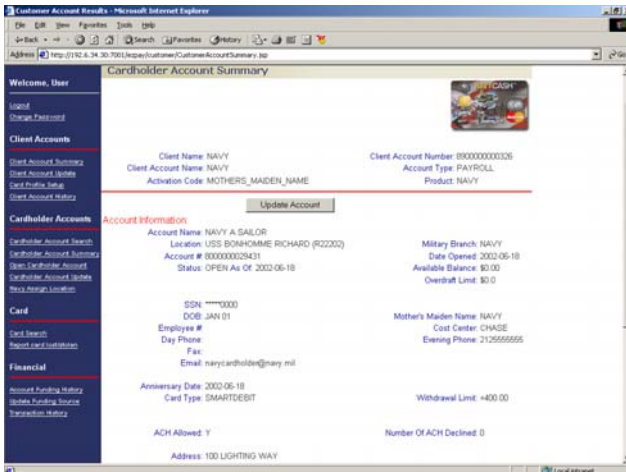 Customer Account Results - Microsoft Internet Explorer
File Edit View Favorites Tools Help
Back Search Favorites History
Address http://192.6.34.30:7001/ezpay/customer/CustomerAccountSummary.jsp Go
Welcome, User
Logout
Change Password
Client Accounts
Client Account Summary
Client Account Update
Card Profile Setup
Client Account History
Cardholder Accounts
Cardholder Account Search
Cardholder Account Summary
Open Cardholder Account
Cardholder Account Update
Navy Assign Location
Card
Card Search
Report card lost/stolen
Financial
Account Funding History
Update Funding Source
Transaction History
Cardholder Account Summary
CASH
Client Name: NAVY Client Account Number: 8900000000326
Client Account Name: NAVY Account Type: PAYROLL
Activation Code: MOTHERS_MAIDEN_NAME Product: NAVY
Update Account
Account Information
Account Name: NAVY A SAILOR
Location: USS BONHOMME RICHARD (R22202) Military Branch: NAVY
Account # 8000000029431 Date Opened: 2002-06-18
Status: OPEN As Of: 2002-06-18 Available Balance: $0.00
Overdraft Limit: $0.0
SSN: *****0000
DOB: JAN 01 Mother's Maiden Name: NAVY
Employee # Cost Center: CHASE
Day Phone: Evening Phone: 2125555555
Fax:
Email: navycardholder@navy.mil
Anniversary Date: 2002-06-18
Card Type: SMARTDEBIT Withdrawal Limit: +400.00
ACH Allowed: Y Number Of ACH Declined: 0
Address: 100 LIGHTING WAY
Local intranet